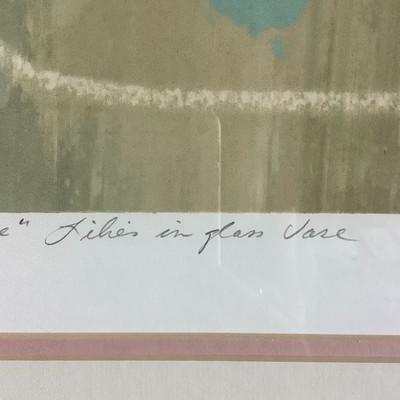 e" Lilies in glass Vase